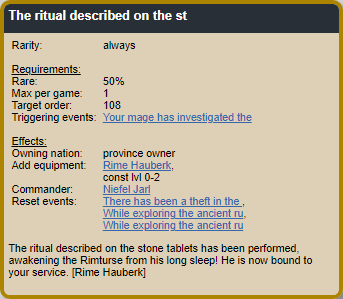 The ritual described on the st
Rarity: always
Requirements:
Rare: 50%
Max per game: 1
Target order: 108
Triggering events: Your mage has investigated the
Effects:
Owning nation: province owner
Add equipment: Rime Hauberk,
const lvl 0-2
Commander: Niefel Jarl
Reset events: There has been a theft in the ,
While exploring the ancient ru,
While exploring the ancient ru
The ritual described on the stone tablets has been performed,
awakening the Rimturse from his long sleep! He is now bound to
your service. [Rime Hauberk]